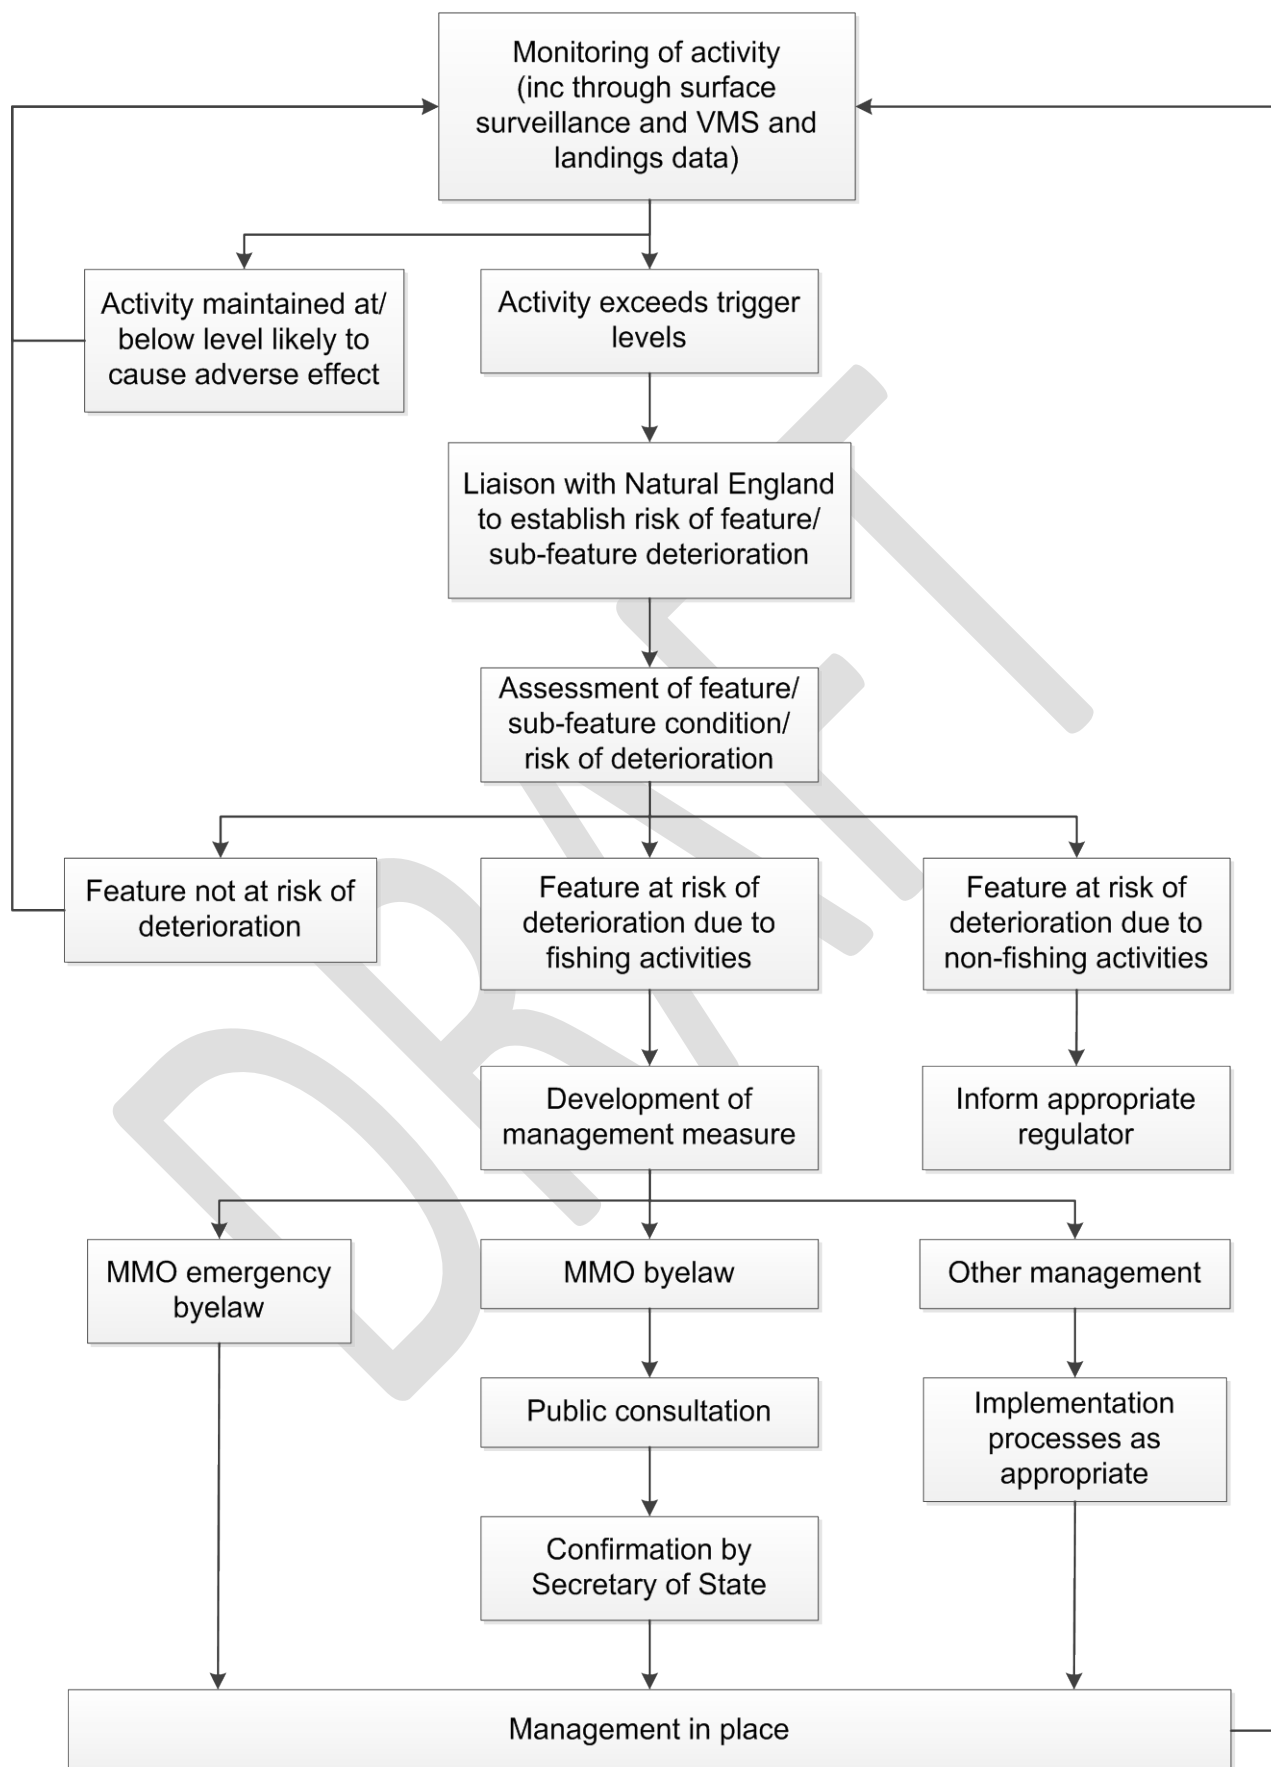 Monitoring of activity
(inc through surface
surveillance and VMS and
landings data)
Activity maintained at/
below level likely to
cause adverse effect
Activity exceeds trigger
levels
Liaison with Natural England
to establish risk of feature/
sub-feature deterioration
Assessment of feature/
sub-feature condition/
risk of deterioration
Feature not at risk of
deterioration
Feature at risk of
deterioration due to
fishing activities
Feature at risk of
deterioration due to
non-fishing activities
Development of
management measure
Inform appropriate
regulator
MMO emergency
byelaw
MMO byelaw
Other management
Public consultation
Implementation
processes as
appropriate
Confirmation by
Secretary of State
Management in place
DRAFT